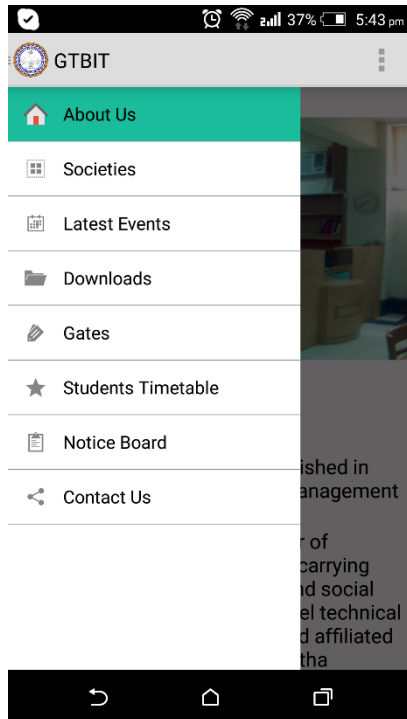 37% 5:43 pm
GTBIT
About Us
Societies
Latest Events
Downloads
Gates
Students Timetable
Notice Board
Contact Us
ished in
anagement
r of
carrying
nd social
el technical
d affiliated
tha